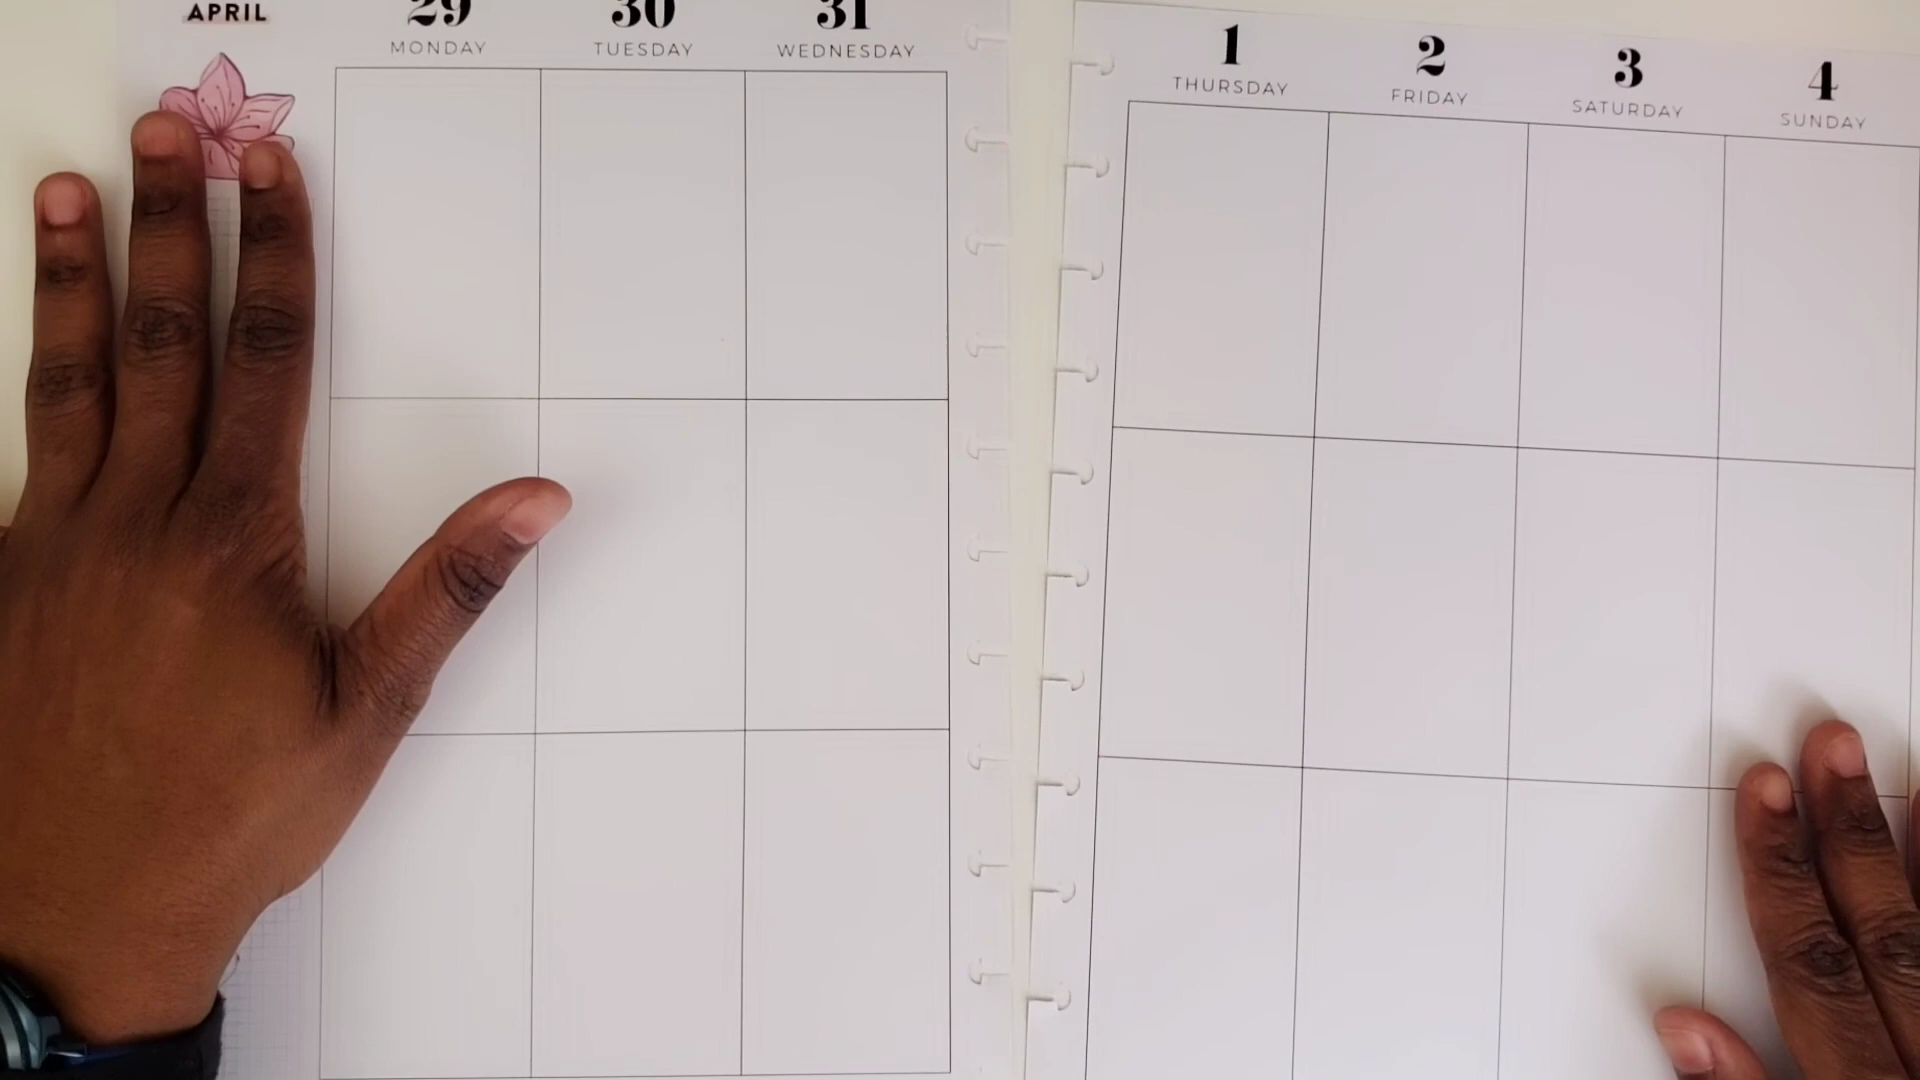 APRIL
29 30 31
MONDAY TUESDAY WEDNESDAY
1 2 3 4
THURSDAY FRIDAY SATURDAY SUNDAY